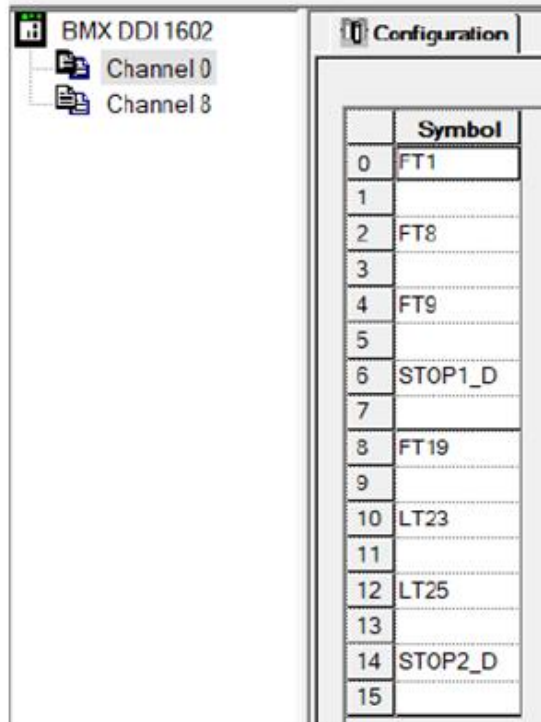 BMX DDI 1602
Channel 0
Channel 8
Configuration
Symbol
0 FT1
1
2 FT8
3
4 FT9
5
6 STOP1_D
7
8 FT19
9
10 LT23
11
12 LT25
13
14 STOP2_D
15